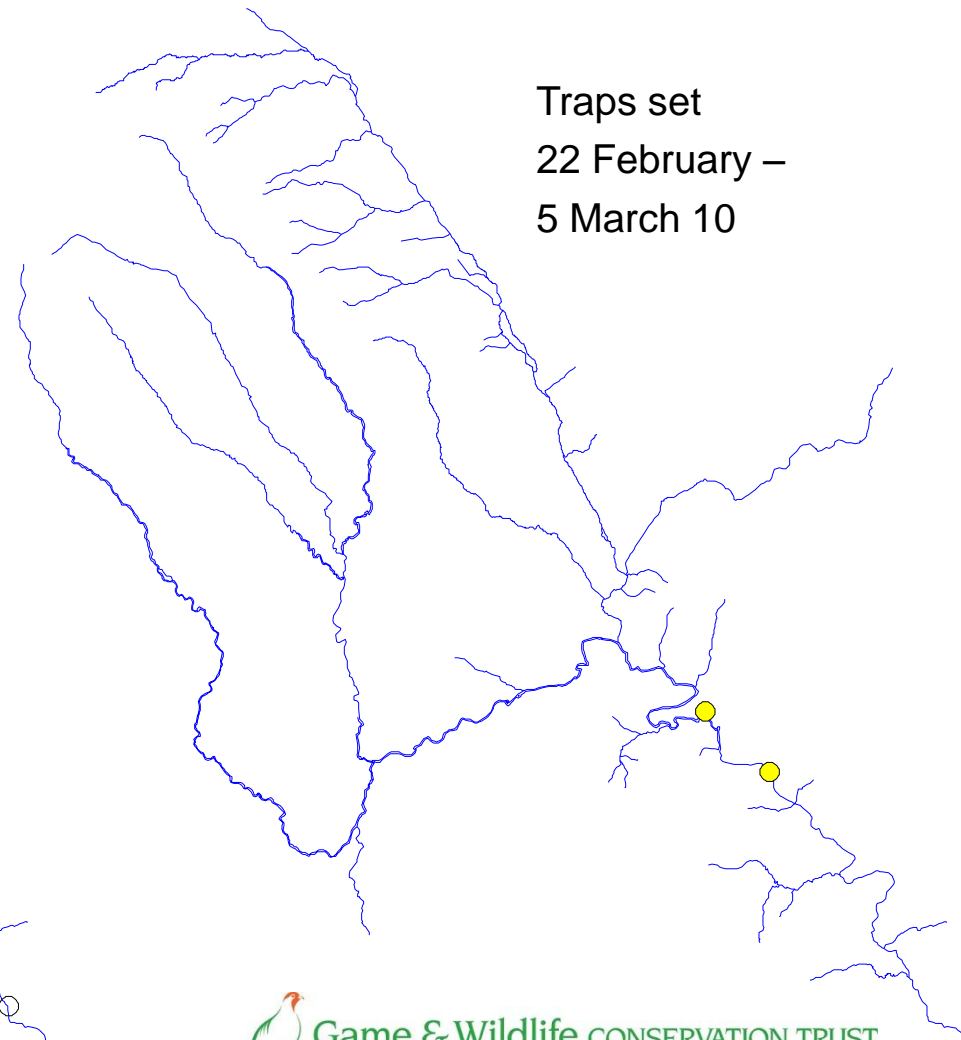 Traps set
22 February –
5 March 10
Game & Wildlife CONSERVATION TRUST